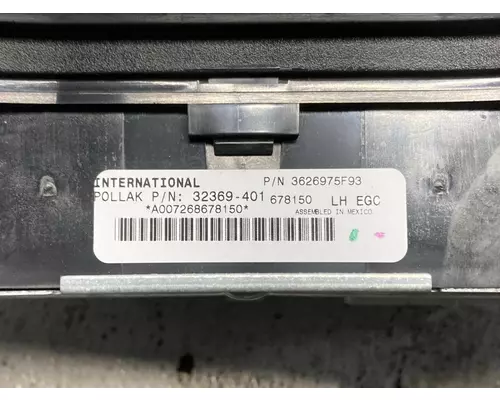 INTERNATIONAL P/N 3626975F93
POLLAK P/N: 32369-401 678150 LH EGC
*A007268678150* ASSEMBLED IN MEXICO